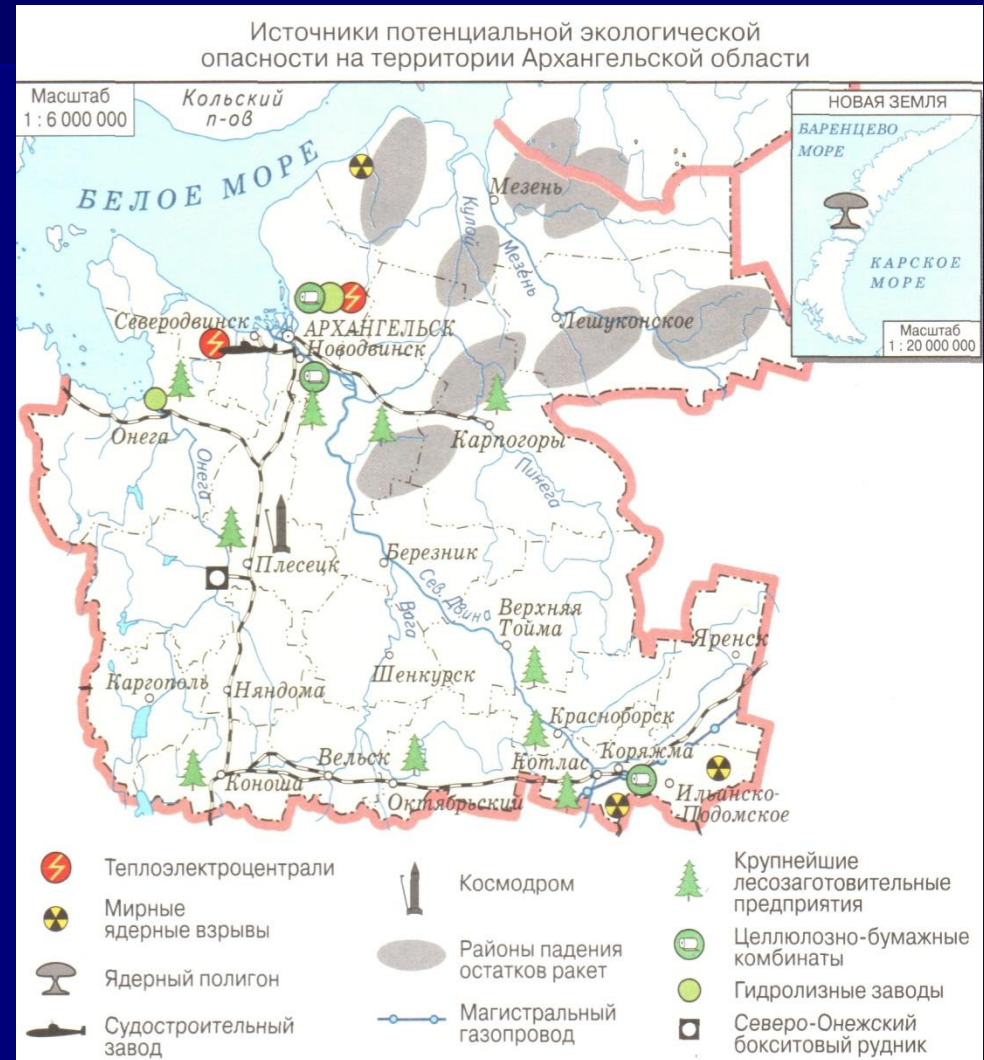 Источники потенциальной экологической
опасности на территории Архангельской области
Масштаб
1 : 6 000 000
Кольский
п-ов
БЕЛОЕ МОРЕ
НОВАЯ ЗЕМЛЯ
БАРЕНЦЕВО
МОРЕ
КАРСКОЕ
МОРЕ
Масштаб
1 : 20 000 000
Мезень
Кулой
Мезень
Лешуконское
Северодвинск
АРХАНГЕЛЬСК
Новодвинск
Онега
Онега
Карпогоры
Пинега
Плесецк
Березник
Сев. Двина
Вага
Верхняя
Тойма
Яренск
Шенкурск
Каргополь
Няндома
Красноборск
Вельск
Котлас
Коряжма
Коноша
Октябрьский
Ильинско-
Подомское
Теплоэлектроцентрали
Мирные
ядерные взрывы
Ядерный полигон
Судостроительный
завод
Космодром
Районы падения
остатков ракет
Магистральный
газопровод
Крупнейшие
лесозаготовительные
предприятия
Целлюлозно-бумажные
комбинаты
Гидролизные заводы
Северо-Онежский
бокситовый рудник